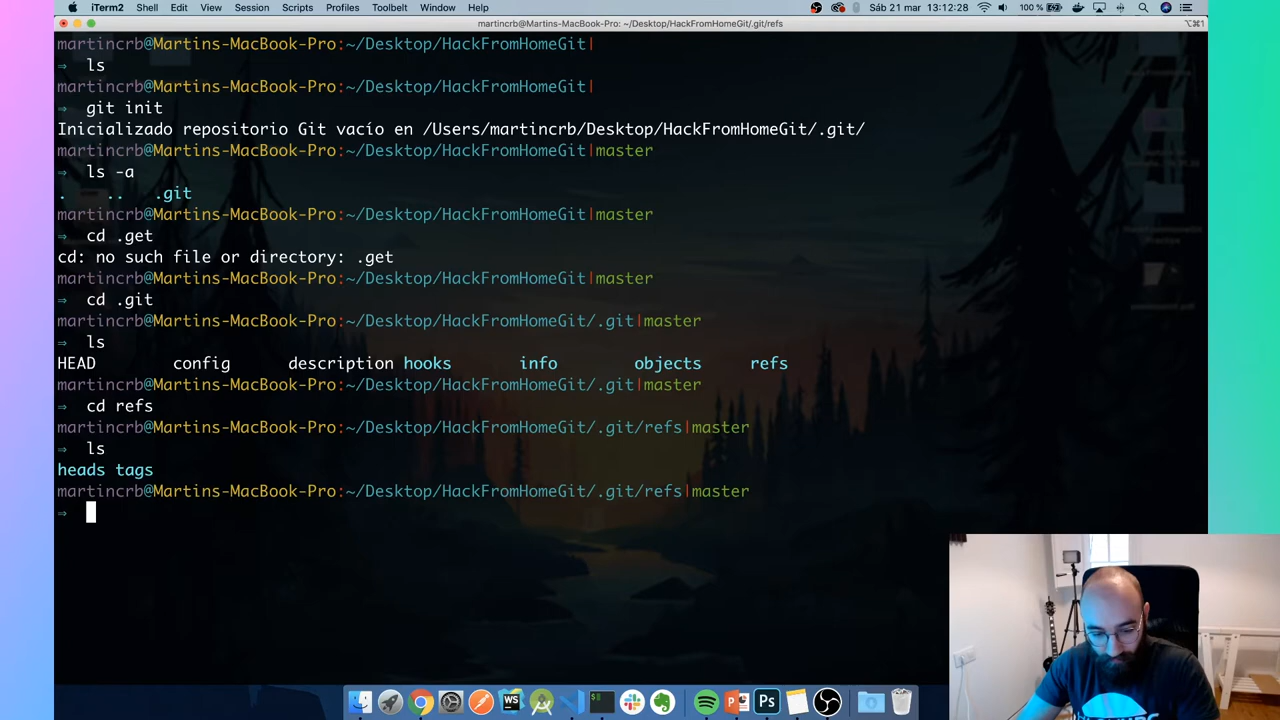 iTerm2 Shell Edit View Session Scripts Profiles Toolbelt Window Help 100 % Sáb 21 mar 13:12:28
martincrb@Martins-MacBook-Pro: ~/Desktop/HackFromHomeGit/.git/refs ⌥⌘1
martincrb@Martins-MacBook-Pro:~/Desktop/HackFromHomeGit|
⇒ ls
martincrb@Martins-MacBook-Pro:~/Desktop/HackFromHomeGit|
⇒ git init
Inicializado repositorio Git vacío en /Users/martincrb/Desktop/HackFromHomeGit/.git/
martincrb@Martins-MacBook-Pro:~/Desktop/HackFromHomeGit|master
⇒ ls -a
. .. .git
martincrb@Martins-MacBook-Pro:~/Desktop/HackFromHomeGit|master
⇒ cd .get
cd: no such file or directory: .get
martincrb@Martins-MacBook-Pro:~/Desktop/HackFromHomeGit|master
⇒ cd .git
martincrb@Martins-MacBook-Pro:~/Desktop/HackFromHomeGit/.git|master
⇒ ls
HEAD config description hooks info objects refs
martincrb@Martins-MacBook-Pro:~/Desktop/HackFromHomeGit/.git|master
⇒ cd refs
martincrb@Martins-MacBook-Pro:~/Desktop/HackFromHomeGit/.git/refs|master
⇒ ls
heads tags
martincrb@Martins-MacBook-Pro:~/Desktop/HackFromHomeGit/.git/refs|master
⇒
WS
Ps